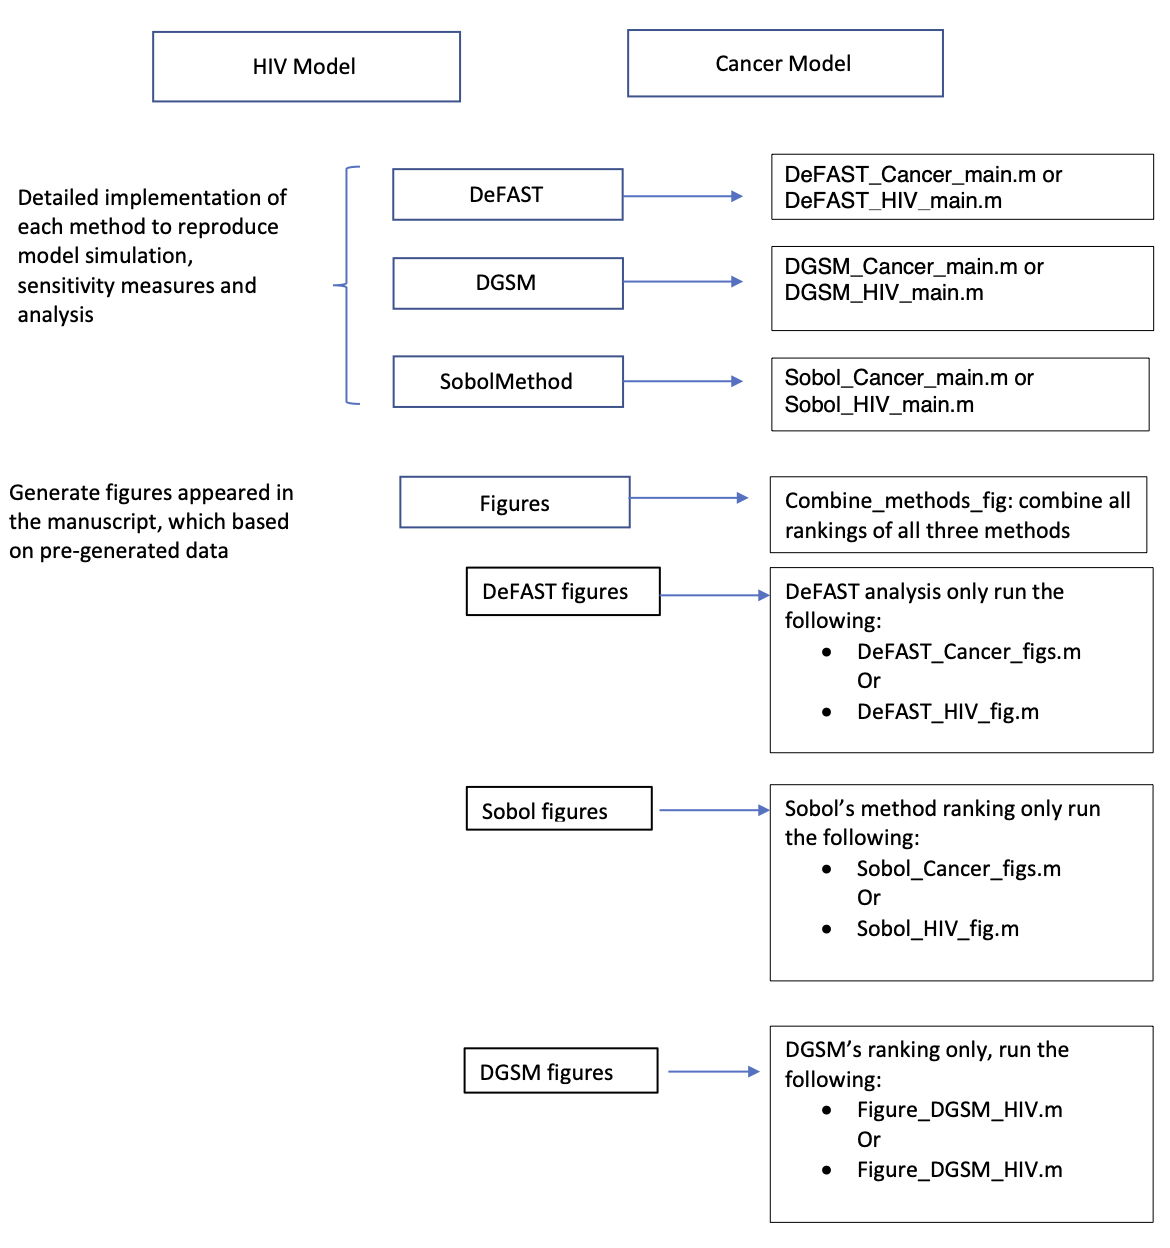 HIV Model
Cancer Model
Detailed implementation of
each method to reproduce
model simulation,
sensitivity measures and
analysis
DeFAST
DeFAST_Cancer_main.m or
DeFAST_HIV_main.m
DGSM
DGSM_Cancer_main.m or
DGSM_HIV_main.m
SobolMethod
Sobol_Cancer_main.m or
Sobol_HIV_main.m
Generate figures appeared in
the manuscript, which based
on pre-generated data
Figures
Combine_methods_fig: combine all
rankings of all three methods
DeFAST figures
DeFAST analysis only run the
following:
• DeFAST_Cancer_figs.m
Or
• DeFAST_HIV_fig.m
Sobol figures
Sobol’s method ranking only run
the following:
• Sobol_Cancer_figs.m
Or
• Sobol_HIV_fig.m
DGSM figures
DGSM’s ranking only, run the
following:
• Figure_DGSM_HIV.m
Or
• Figure_DGSM_HIV.m